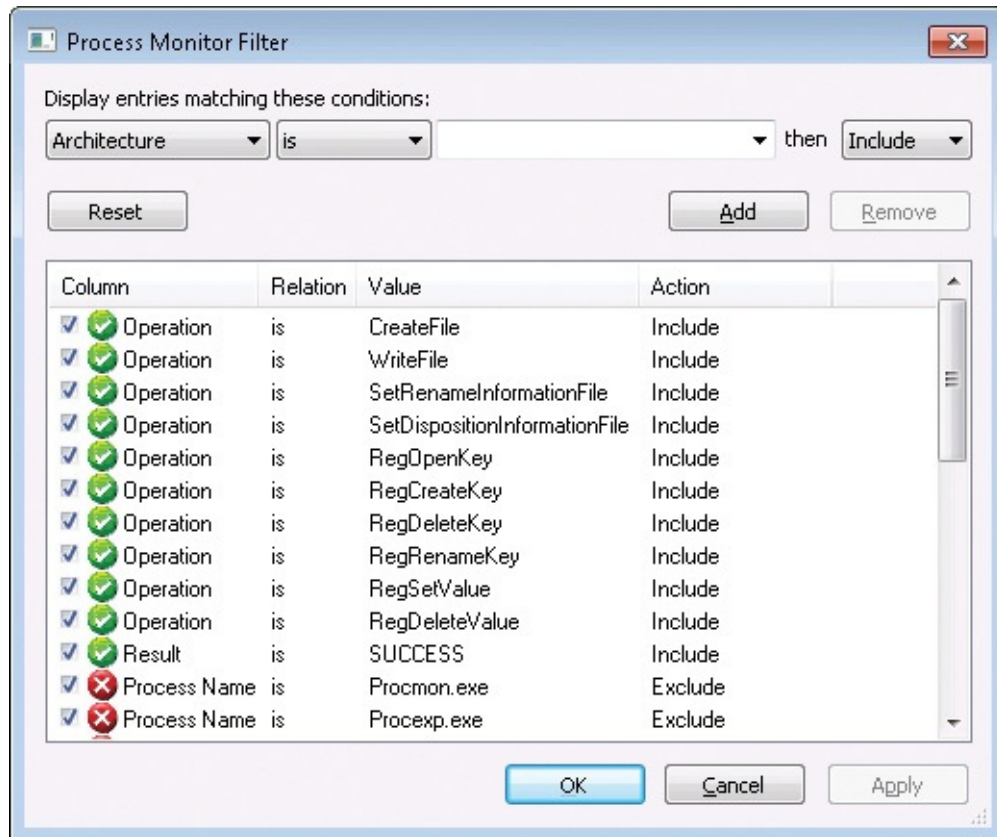 Process Monitor Filter
Display entries matching these conditions:
Architecture is then Include
Reset Add Remove
Column Relation Value Action
Operation is CreateFile Include
Operation is WriteFile Include
Operation is SetRenameInformationFile Include
Operation is SetDispositionInformationFile Include
Operation is RegOpenKey Include
Operation is RegCreateKey Include
Operation is RegDeleteKey Include
Operation is RegRenameKey Include
Operation is RegSetValue Include
Operation is RegDeleteValue Include
Result is SUCCESS Include
Process Name is Procmon.exe Exclude
Process Name is Procexp.exe Exclude
OK Cancel Apply